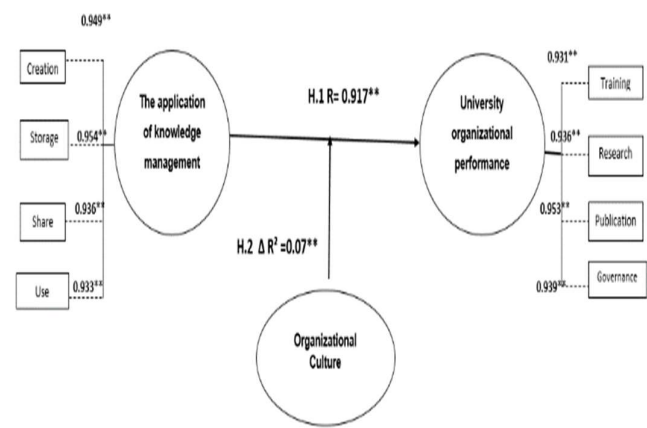 0.949**
Creation
Storage
0.954**
Share
0.936**
Use
0.933**
The application
of knowledge
management
H.1 R= 0.917**
H.2 Δ R² =0.07**
Organizational
Culture
University
organizational
performance
0.931**
Training
0.936**
Research
0.953**
Publication
0.939**
Governance